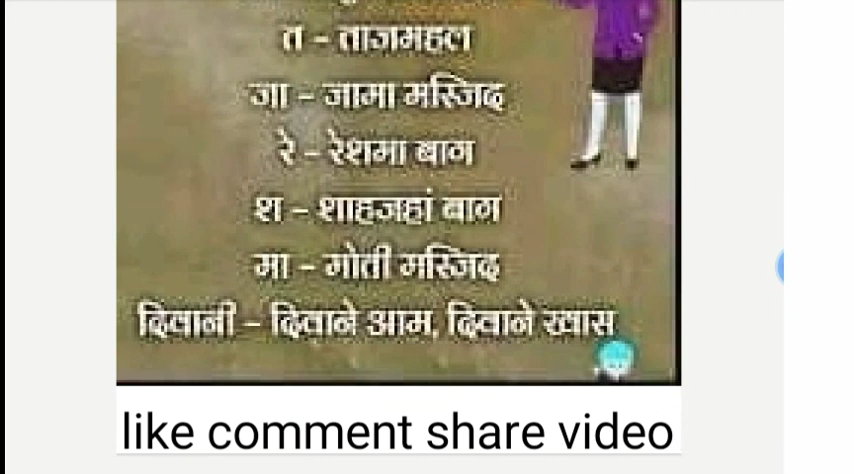 त - ताजमहल
जा - जामा मस्जिद
रे - रेशमा बाग
श - शाहजहां बाग
मा - मोती मस्जिद
दिवानी - दिवाने आम, दिवाने खास
like comment share video